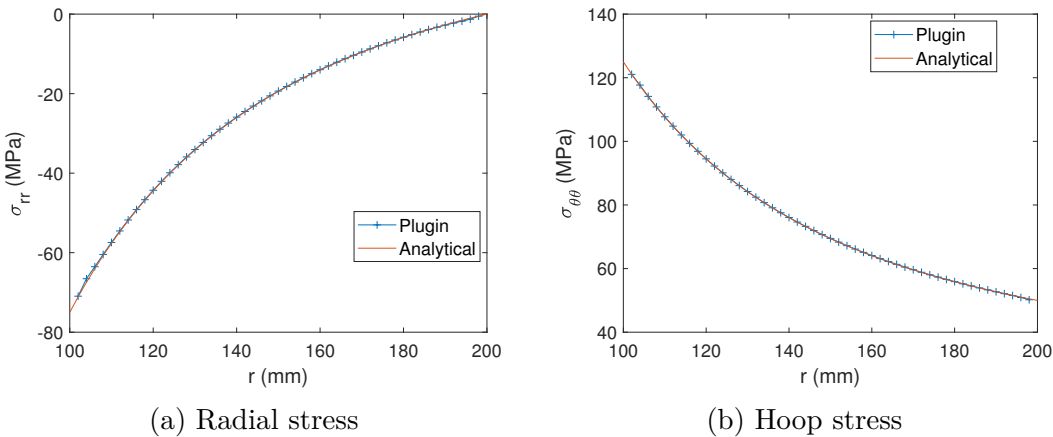 0
-20
-40
-60
-80
σrr (MPa)
Plugin
Analytical
100 120 140 160 180 200
r (mm)
(a) Radial stress
140
120
100
80
60
40
σθθ (MPa)
Plugin
Analytical
100 120 140 160 180 200
r (mm)
(b) Hoop stress